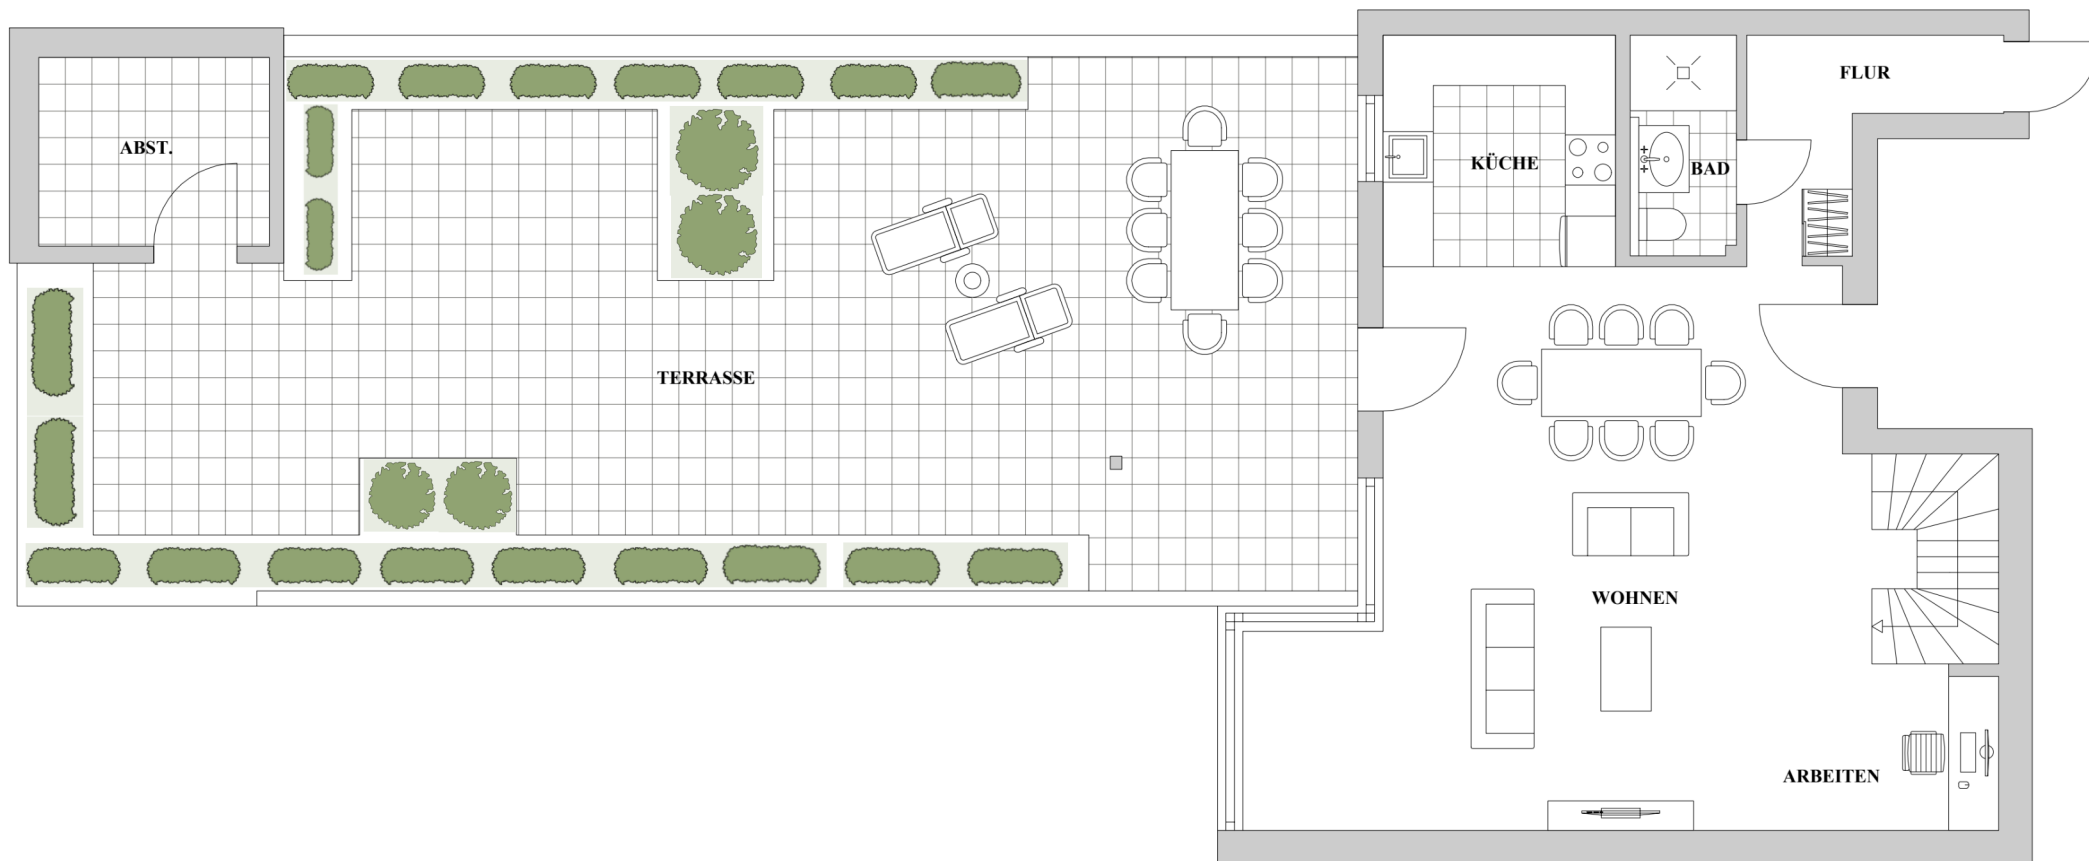 FLUR
ABST.
KÜCHE
BAD
TERRASSE
WOHNEN
ARBEITEN